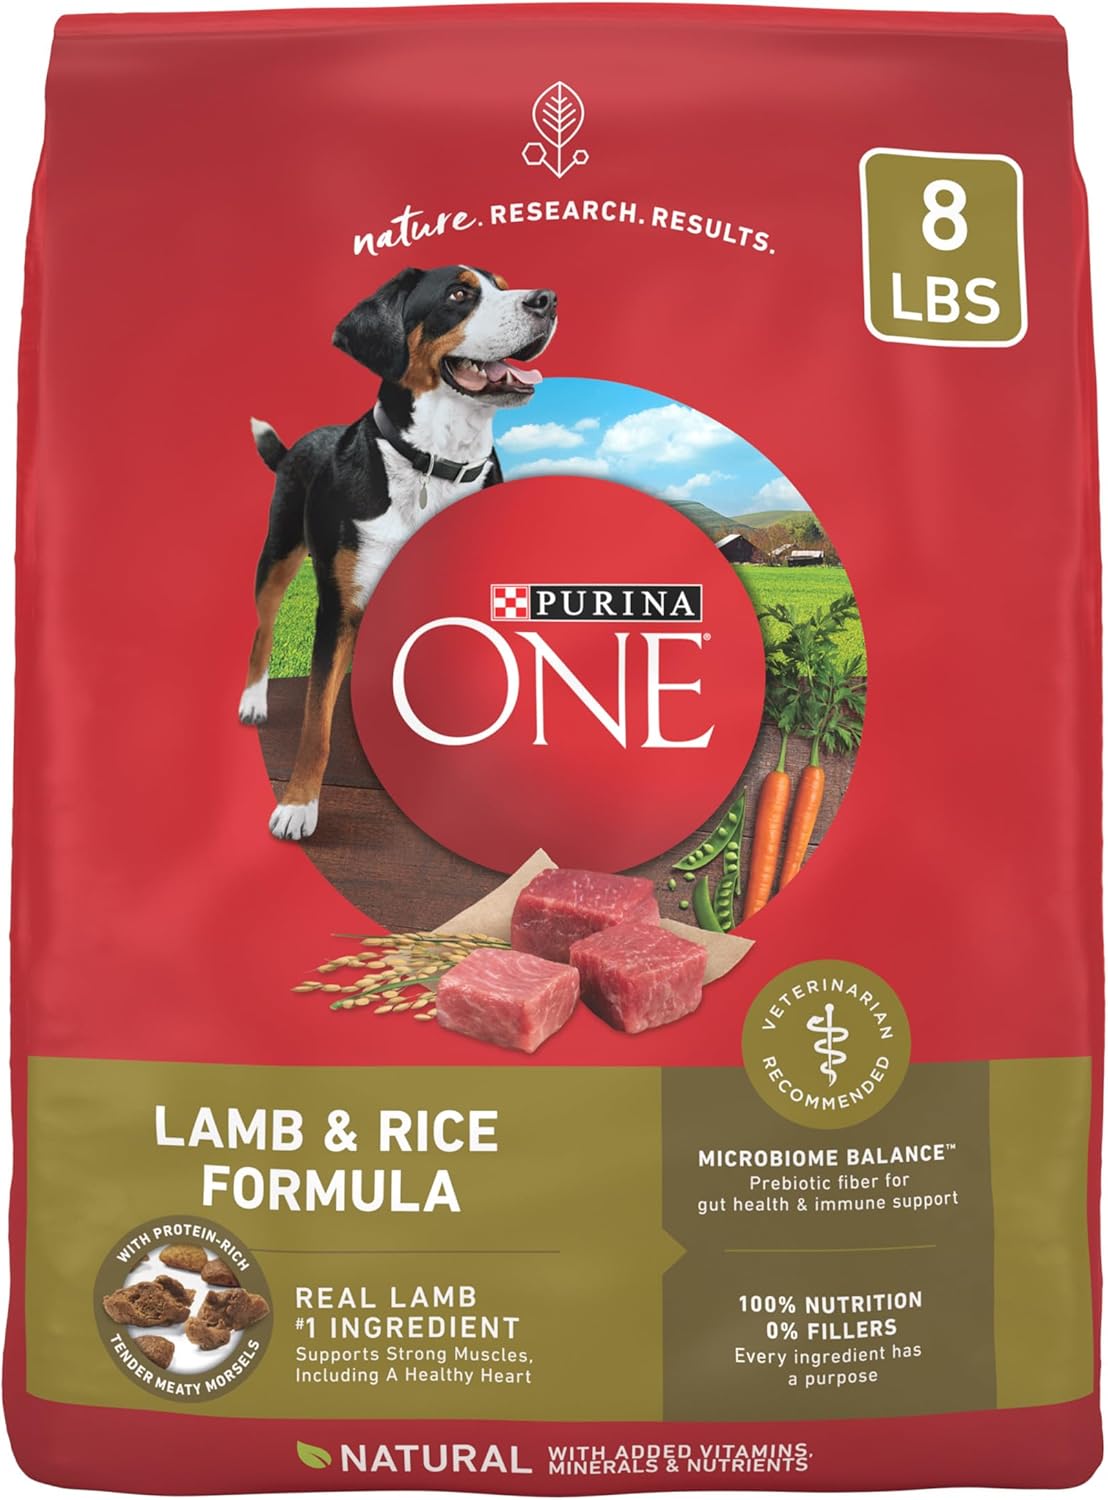 nature. RESEARCH. RESULTS.
8
LBS
PURINA
ONE®
VETERINARIAN
RECOMMENDED
LAMB & RICE
FORMULA
MICROBIOME BALANCE™
Prebiotic fiber for
gut health & immune support
WITH PROTEIN-RICH
TENDER MEATY MORSELS
REAL LAMB
#1 INGREDIENT
Supports Strong Muscles,
Including A Healthy Heart
100% NUTRITION
0% FILLERS
Every ingredient has
a purpose
NATURAL WITH ADDED VITAMINS,
MINERALS & NUTRIENTS